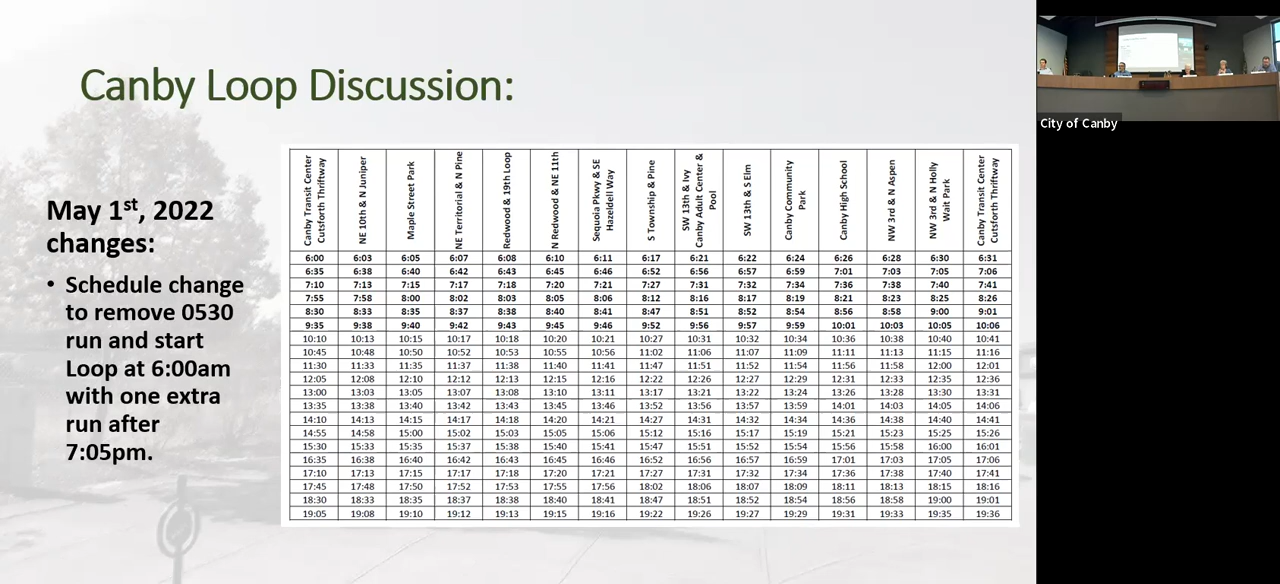 Canby Loop Discussion:
May 1st, 2022
changes:
• Schedule change
to remove 0530
run and start
Loop at 6:00am
with one extra
run after
7:05pm.
Canby Transit Center Cutsforth Thriftway
NE 10th & N Juniper
Maple Street Park
NE Territorial & N Pine
Redwood & 19th Loop
N Redwood & NE 11th
Sequoia Pkwy & SE Hazeldell Way
S Township & Pine
SW 13th & Ivy Canby Adult Center & Pool
SW 13th & S Elm
Canby Community Park
Canby High School
NW 3rd & N Aspen
NW 3rd & N Holly Wait Park
Canby Transit Center Cutsforth Thriftway
6:00 6:03 6:05 6:07 6:08 6:10 6:11 6:17 6:21 6:22 6:24 6:26 6:28 6:30 6:31
6:35 6:38 6:40 6:42 6:43 6:45 6:46 6:52 6:56 6:57 6:59 7:01 7:03 7:05 7:06
7:10 7:13 7:15 7:17 7:18 7:20 7:21 7:27 7:31 7:32 7:34 7:36 7:38 7:40 7:41
7:55 7:58 8:00 8:02 8:03 8:05 8:06 8:12 8:16 8:17 8:19 8:21 8:23 8:25 8:26
8:30 8:33 8:35 8:37 8:38 8:40 8:41 8:47 8:51 8:52 8:54 8:56 8:58 9:00 9:01
9:35 9:38 9:40 9:42 9:43 9:45 9:46 9:52 9:56 9:57 9:59 10:01 10:03 10:05 10:06
10:10 10:13 10:15 10:17 10:18 10:20 10:21 10:27 10:31 10:32 10:34 10:36 10:38 10:40 10:41
10:45 10:48 10:50 10:52 10:53 10:55 10:56 11:02 11:06 11:07 11:09 11:11 11:13 11:15 11:16
11:30 11:33 11:35 11:37 11:38 11:40 11:41 11:47 11:51 11:52 11:54 11:56 11:58 12:00 12:01
12:05 12:08 12:10 12:12 12:13 12:15 12:16 12:22 12:26 12:27 12:29 12:31 12:33 12:35 12:36
13:00 13:03 13:05 13:07 13:08 13:10 13:11 13:17 13:21 13:22 13:24 13:26 13:28 13:30 13:31
13:35 13:38 13:40 13:42 13:43 13:45 13:46 13:52 13:56 13:57 13:59 14:01 14:03 14:05 14:06
14:10 14:13 14:15 14:17 14:18 14:20 14:21 14:27 14:31 14:32 14:34 14:36 14:38 14:40 14:41
14:55 14:58 15:00 15:02 15:03 15:05 15:06 15:12 15:16 15:17 15:19 15:21 15:23 15:25 15:26
15:30 15:33 15:35 15:37 15:38 15:40 15:41 15:47 15:51 15:52 15:54 15:56 15:58 16:00 16:01
16:35 16:38 16:40 16:42 16:43 16:45 16:46 16:52 16:56 16:57 16:59 17:01 17:03 17:05 17:06
17:10 17:13 17:15 17:17 17:18 17:20 17:21 17:27 17:31 17:32 17:34 17:36 17:38 17:40 17:41
17:45 17:48 17:50 17:52 17:53 17:55 17:56 18:02 18:06 18:07 18:09 18:11 18:13 18:15 18:16
18:30 18:33 18:35 18:37 18:38 18:40 18:41 18:47 18:51 18:52 18:54 18:56 18:58 19:00 19:01
19:05 19:08 19:10 19:12 19:13 19:15 19:16 19:22 19:26 19:27 19:29 19:31 19:33 19:35 19:36
City of Canby